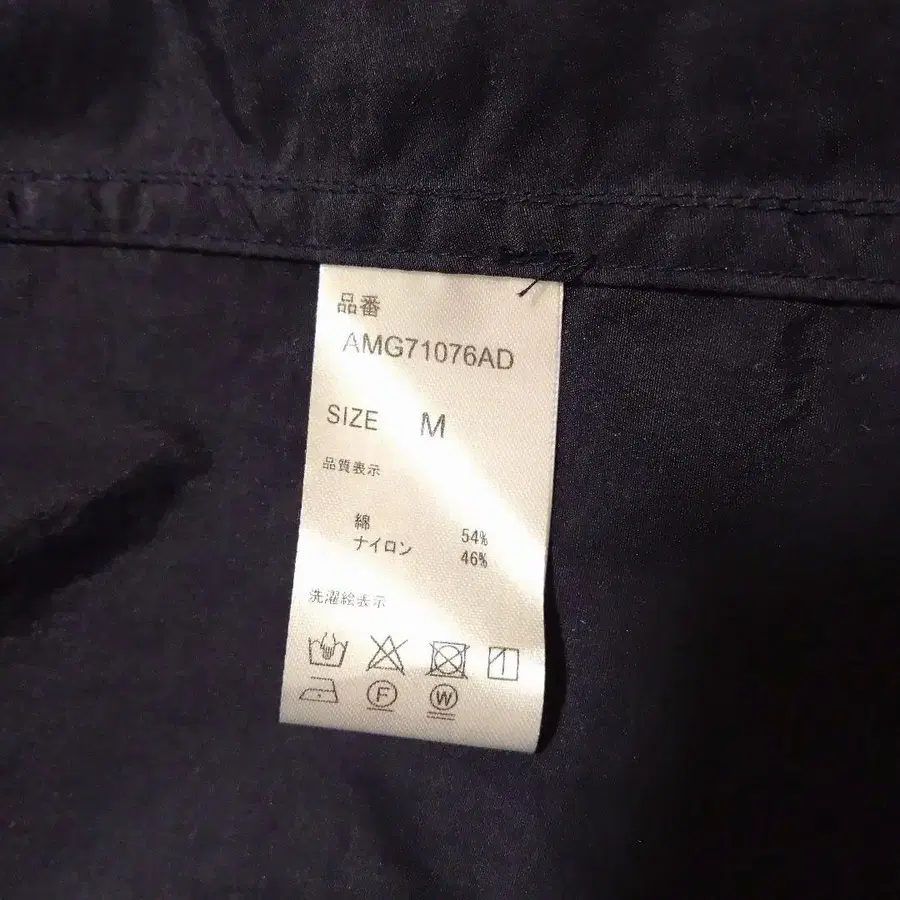 品番
AMG71076AD
SIZE M
品質表示
綿 54%
ナイロン 46%
洗濯絵表示
F W